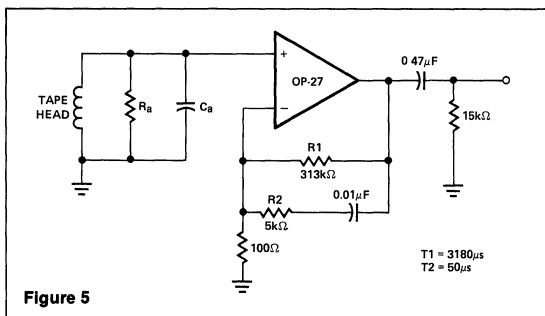 0 47µF
+
OP-27
−
TAPE
HEAD
Ra
Ca
15kΩ
R1
313kΩ
R2
5kΩ
0.01µF
100Ω
T1 = 3180µs
T2 = 50µs
Figure 5